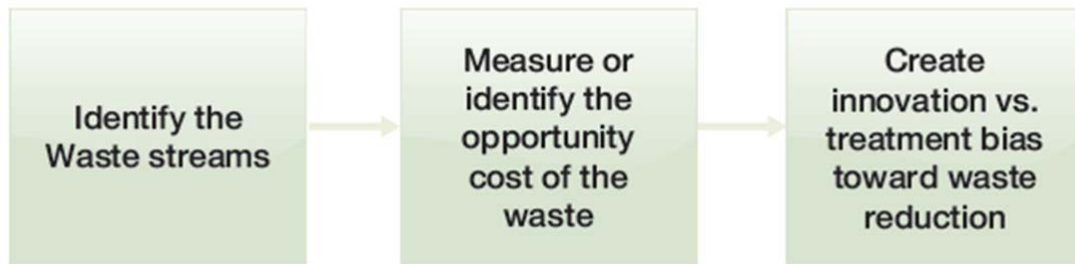 Identify the
Waste streams
Measure or
identify the
opportunity
cost of the
waste
Create
innovation vs.
treatment bias
toward waste
reduction